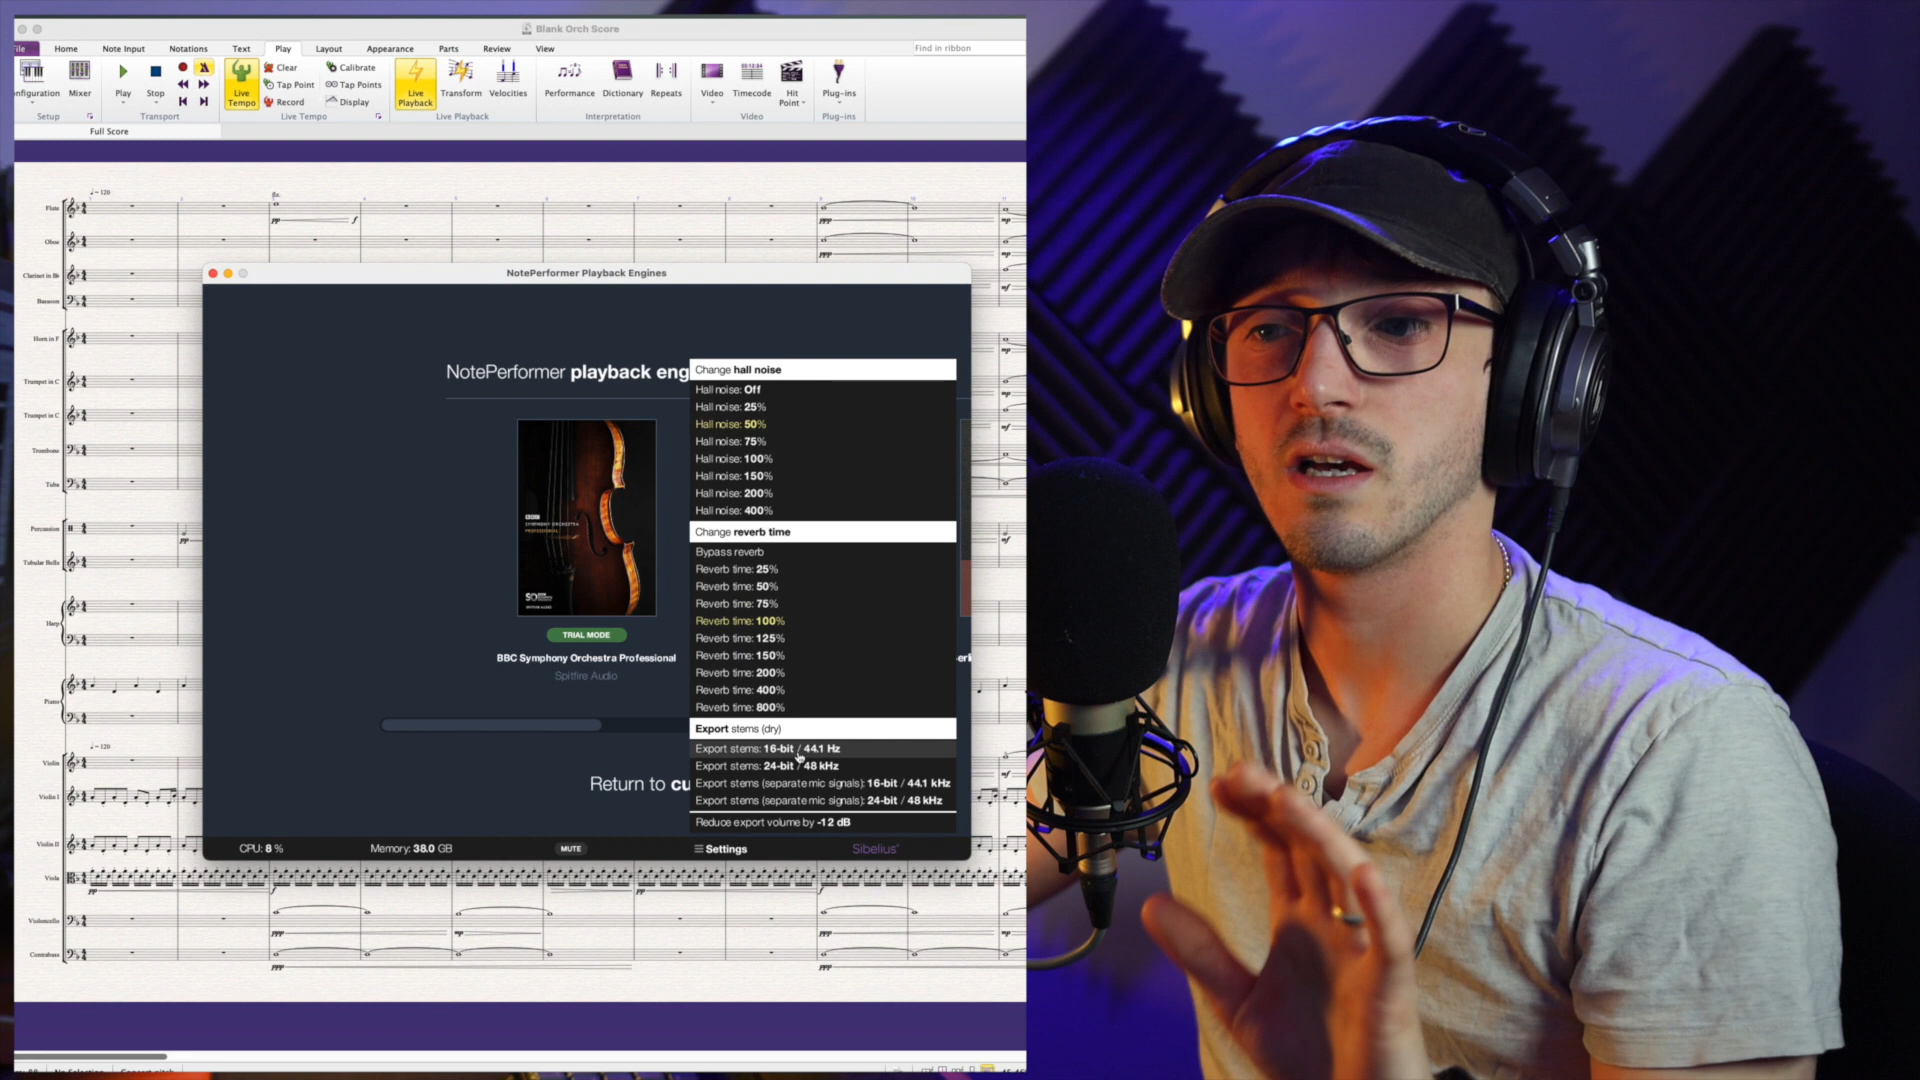 Blank Orch Score
File
Home
Note Input
Notations
Text
Play
Layout
Appearance
Parts
Review
View
Find in ribbon
Mixer
Play
Stop
Live Tempo
Clear
Tap Point
Record
Calibrate
Tap Points
Display
Live Playback
Transform
Velocities
Performance
Dictionary
Repeats
Video
Timecode
Hit Point
Plug-ins
Setup
Transport
Live Tempo
Live Playback
Interpretation
Video
Plug-ins
Full Score
Flute
Oboe
Clarinet in Bb
Bassoon
Horn in F
Trumpet in C
Trumpet in C
Trombone
Tuba
Percussion
Tubular Bells
Harp
Piano
Violin
Violin I
Violin II
Viola
Violoncello
Contrabass
NotePerformer Playback Engines
NotePerformer playback eng
BBC
SYMPHONY ORCHESTRA
PROFESSIONAL
SPITFIRE AUDIO
TRIAL MODE
BBC Symphony Orchestra Professional
Spitfire Audio
Return to cu
Change hall noise
Hall noise: Off
Hall noise: 25%
Hall noise: 50%
Hall noise: 75%
Hall noise: 100%
Hall noise: 150%
Hall noise: 200%
Hall noise: 400%
Change reverb time
Bypass reverb
Reverb time: 25%
Reverb time: 50%
Reverb time: 75%
Reverb time: 100%
Reverb time: 125%
Reverb time: 150%
Reverb time: 200%
Reverb time: 400%
Reverb time: 800%
Export stems (dry)
Export stems: 16-bit / 44.1 Hz
Export stems: 24-bit / 48 kHz
Export stems (separate mic signals): 16-bit / 44.1 kHz
Export stems (separate mic signals): 24-bit / 48 kHz
Reduce export volume by -12 dB
CPU: 8 %
Memory: 38.0 GB
MUTE
Settings
Sibelius